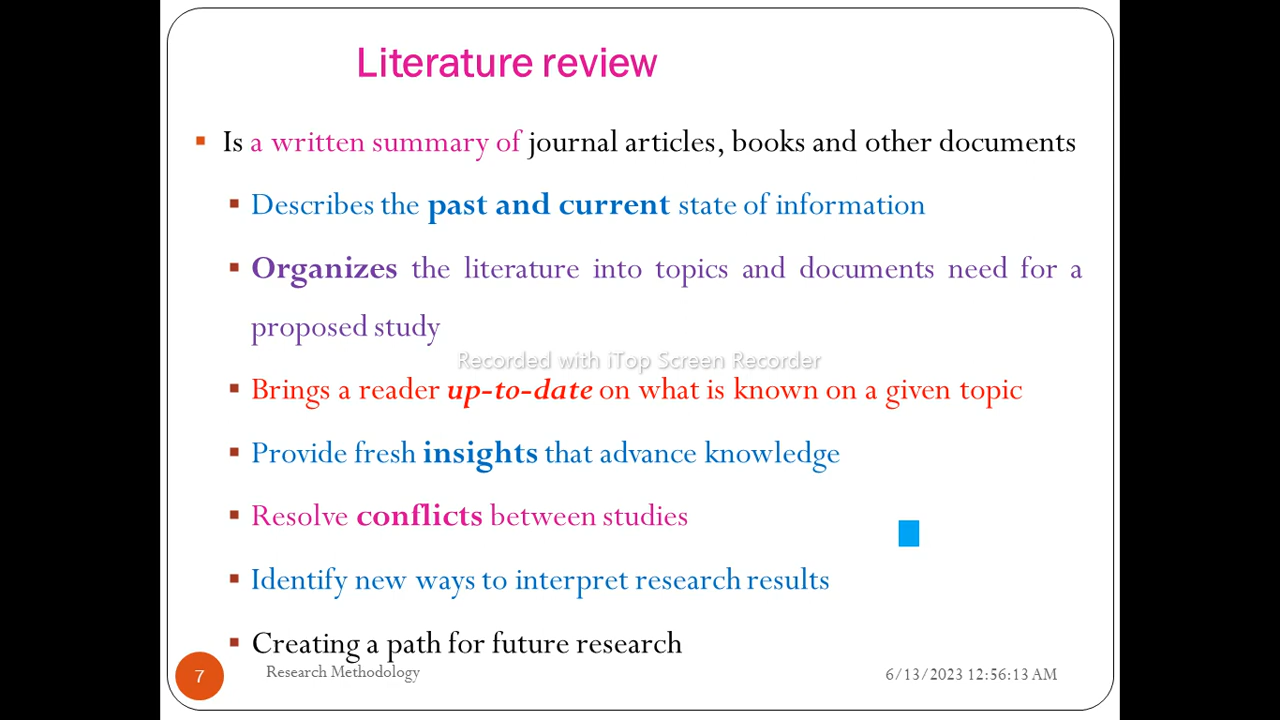 Literature review
Is a written summary of journal articles, books and other documents
Describes the past and current state of information
Organizes the literature into topics and documents need for a
proposed study
Recorded with iTop Screen Recorder
Brings a reader up-to-date on what is known on a given topic
Provide fresh insights that advance knowledge
Resolve conflicts between studies
Identify new ways to interpret research results
Creating a path for future research
7
Research Methodology
6/13/2023 12:56:13 AM